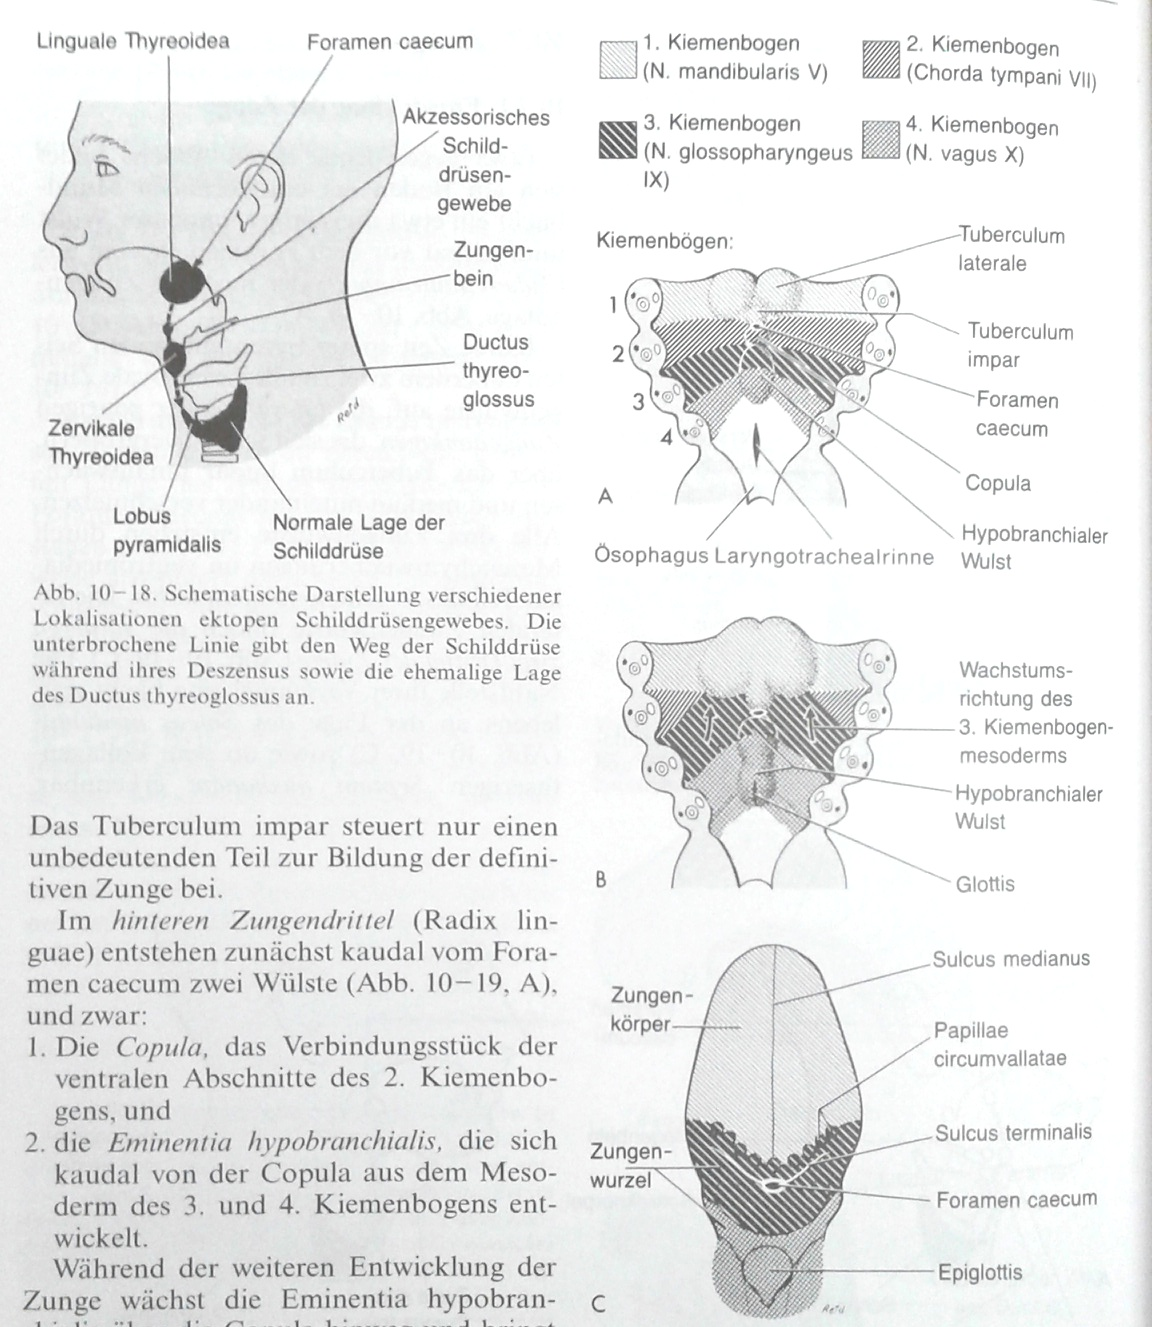 Linguale Thyreoidea
Foramen caecum
Akzessorisches
Schild-
drüsen-
gewebe
Zungen-
bein
Ductus
thyreo-
glossus
Zervikale
Thyreoidea
Lobus
pyramidalis
Normale Lage der
Schilddrüse
Abb. 10–18. Schematische Darstellung verschiedener
Lokalisationen ektopen Schilddrüsengewebes. Die
unterbrochene Linie gibt den Weg der Schilddrüse
während ihres Deszensus sowie die ehemalige Lage
des Ductus thyreoglossus an.
Das Tuberculum impar steuert nur einen
unbedeutenden Teil zur Bildung der defini-
tiven Zunge bei.
Im hinteren Zungendrittel (Radix lin-
guae) entstehen zunächst kaudal vom Fora-
men caecum zwei Wülste (Abb. 10–19, A),
und zwar:
1. Die Copula, das Verbindungsstück der
ventralen Abschnitte des 2. Kiemenbo-
gens, und
2. die Eminentia hypobranchialis, die sich
kaudal von der Copula aus dem Meso-
derm des 3. und 4. Kiemenbogens ent-
wickelt.
Während der weiteren Entwicklung der
Zunge wächst die Eminentia hypobran-
1. Kiemenbogen
(N. mandibularis V)
2. Kiemenbogen
(Chorda tympani VII)
3. Kiemenbogen
(N. glossopharyngeus
IX)
4. Kiemenbogen
(N. vagus X)
Kiemenbögen:
1
2
3
4
Tuberculum
laterale
Tuberculum
impar
Foramen
caecum
Copula
Hypobranchialer
Wulst
A
Ösophagus Laryngotrachealrinne
Wachstums-
richtung des
3. Kiemenbogen-
mesoderms
Hypobranchialer
Wulst
Glottis
B
Zungen-
körper
Sulcus medianus
Papillae
circumvallatae
Sulcus terminalis
Zungen-
wurzel
Foramen caecum
Epiglottis
C